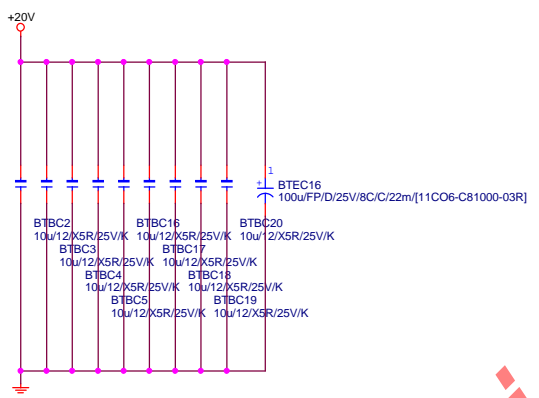 +20V
1
+
BTEC16
100u/FP/D/25V/8C/C/22m/[11CO6-C81000-03R]
BTBC2
10u/12/X5R/25V/K
BTBC3
10u/12/X5R/25V/K
BTBC4
10u/12/X5R/25V/K
BTBC5
10u/12/X5R/25V/K
BTBC16
10u/12/X5R/25V/K
BTBC17
10u/12/X5R/25V/K
BTBC18
10u/12/X5R/25V/K
BTBC19
10u/12/X5R/25V/K
BTBC20
10u/12/X5R/25V/K